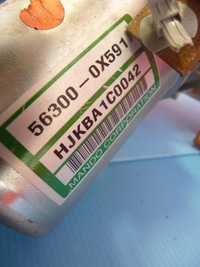 56300-0X591
HJKBA1C0042
MANDO CORPORATION